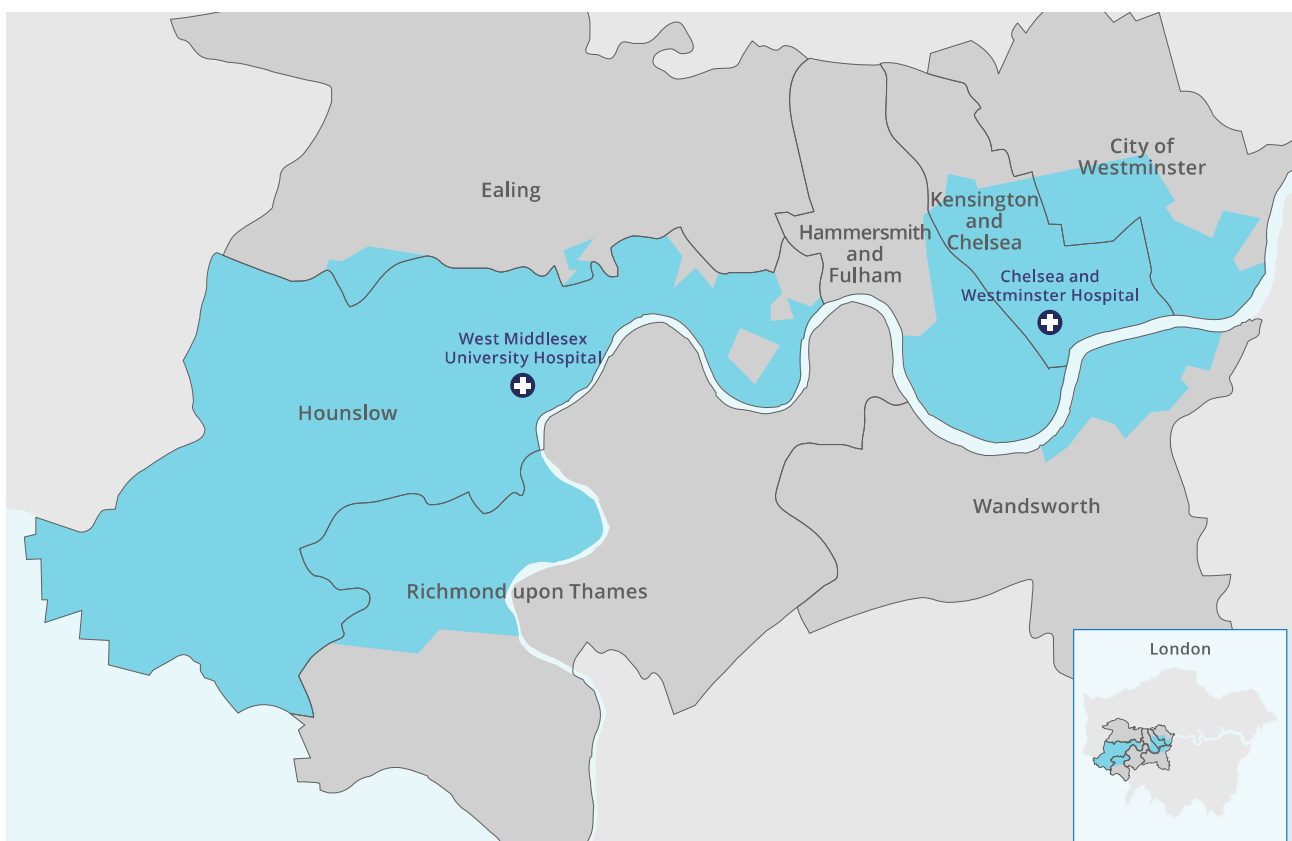 City of
Westminster
Ealing
Kensington
and
Chelsea
Hammersmith
and
Fulham
Chelsea and
Westminster Hospital
West Middlesex
University Hospital
Hounslow
Wandsworth
Richmond upon Thames
London